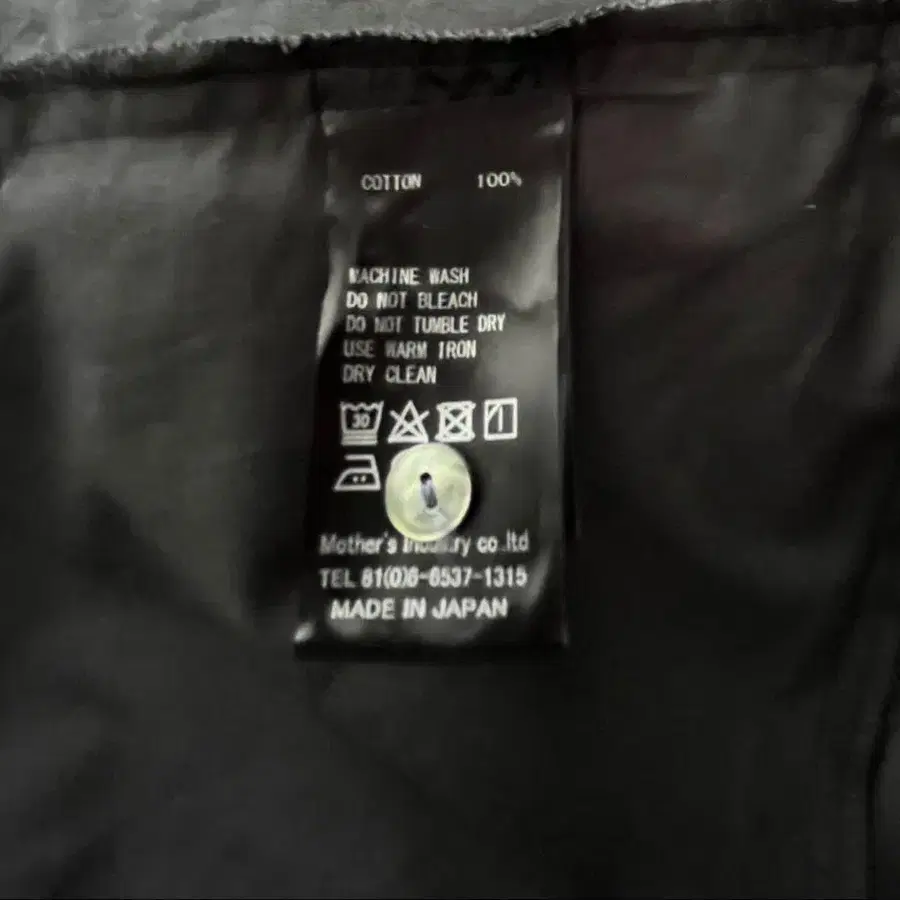 COTTON 100%
MACHINE WASH
DO NOT BLEACH
DO NOT TUMBLE DRY
USE WARM IRON
DRY CLEAN
30
Mother's co.ltd
TEL 81(0)6-6537-1315
MADE IN JAPAN